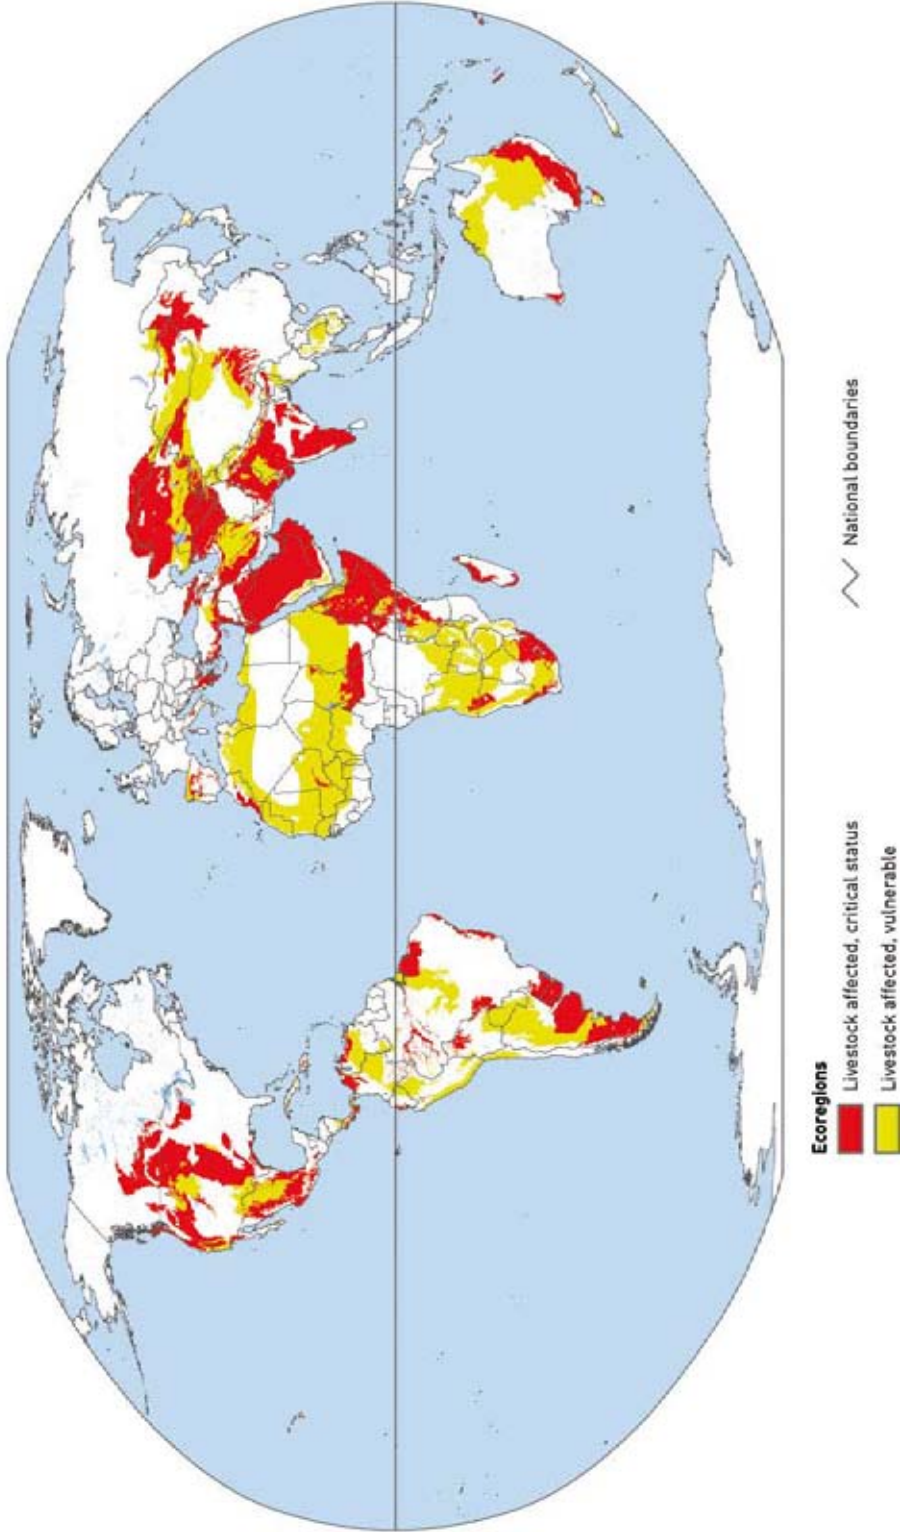 Ecoregions
Livestock affected, critical status
Livestock affected, vulnerable
National boundaries